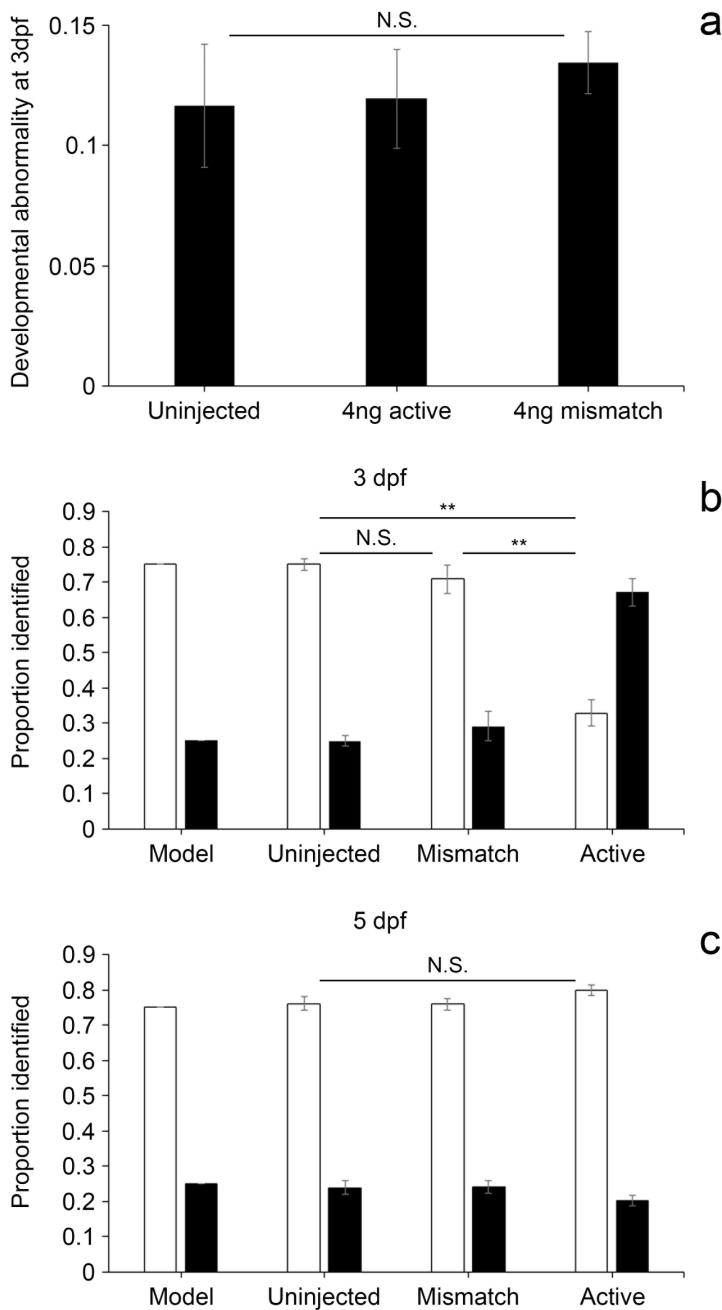 a
N.S.
Developmental abnormality at 3dpf
0.15
0.1
0.05
0
Uninjected 4ng active 4ng mismatch
b
3 dpf
**
N.S. **
Proportion identified
0.9
0.8
0.7
0.6
0.5
0.4
0.3
0.2
0.1
0
Model Uninjected Mismatch Active
c
5 dpf
N.S.
Proportion identified
0.9
0.8
0.7
0.6
0.5
0.4
0.3
0.2
0.1
0
Model Uninjected Mismatch Active